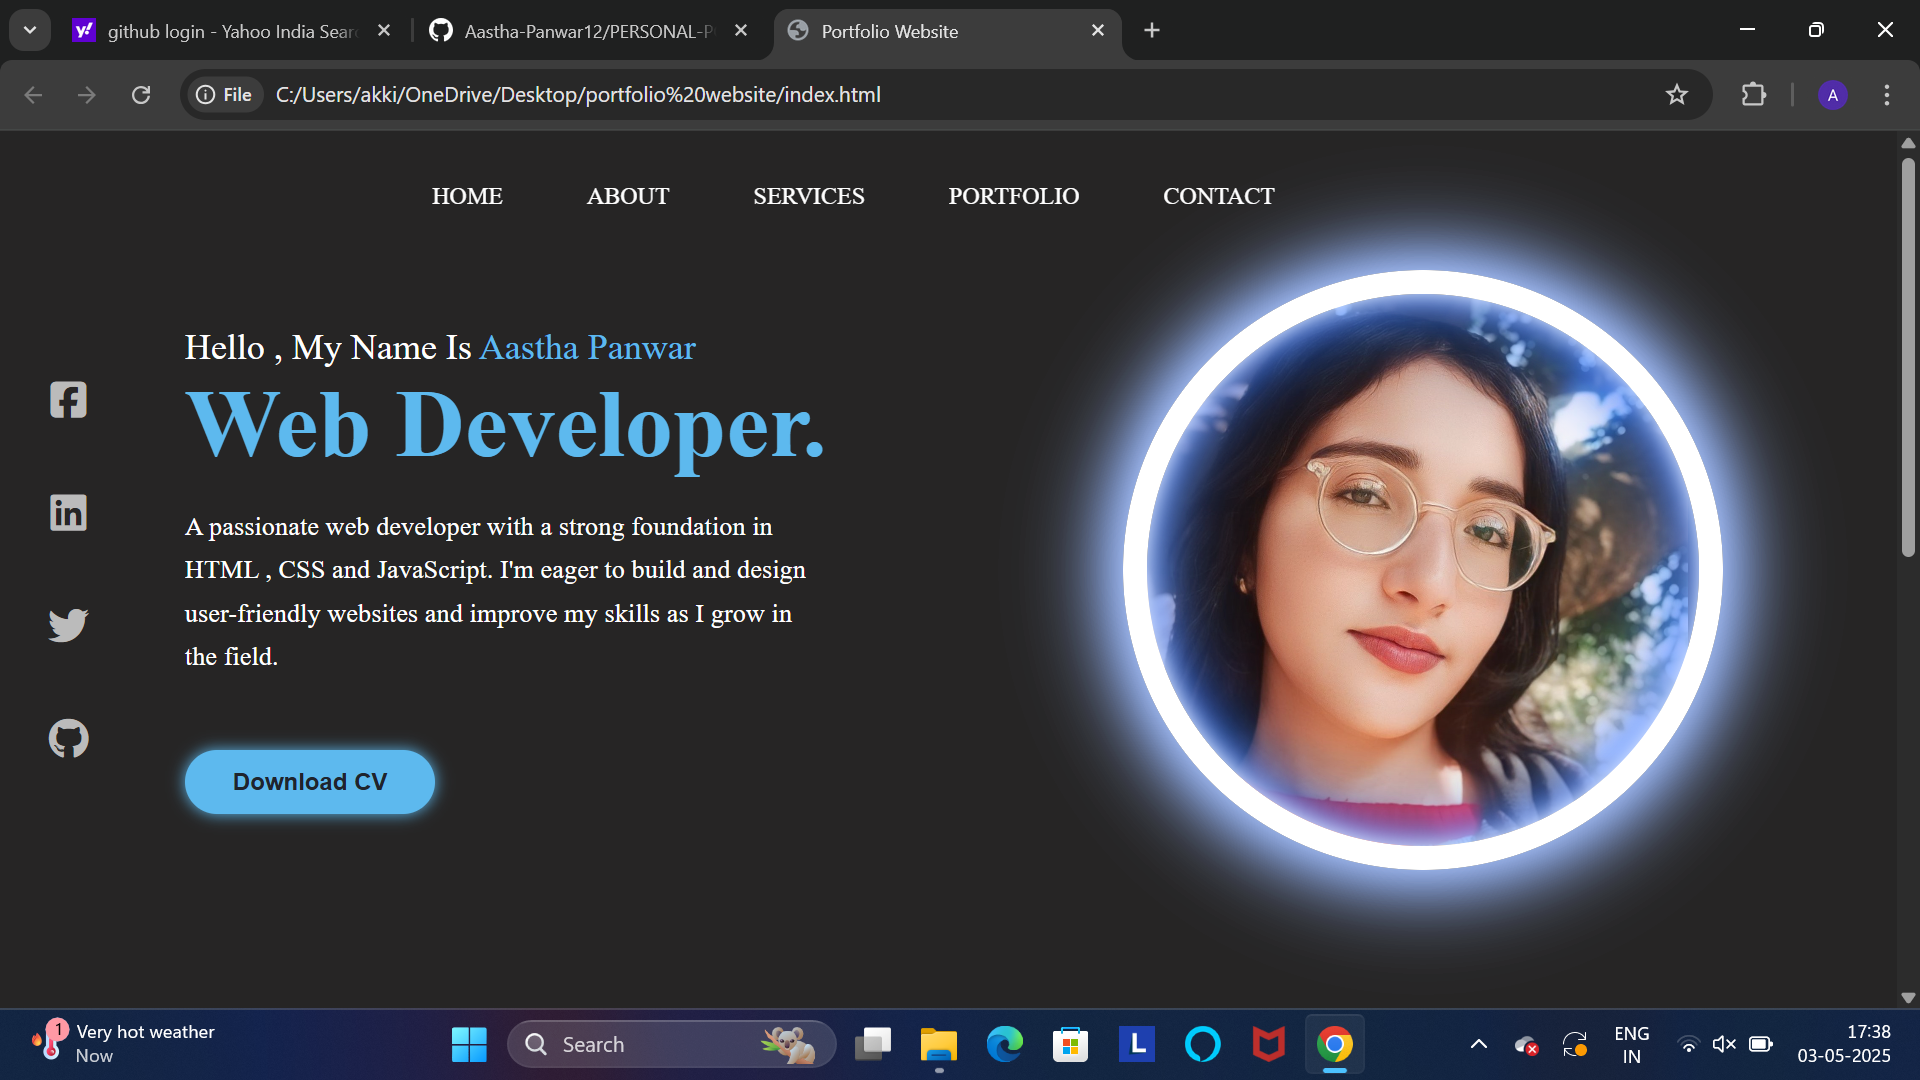 github login - Yahoo India Sear
Aastha-Panwar12/PERSONAL-P
Portfolio Website
File
C:/Users/akki/OneDrive/Desktop/portfolio%20website/index.html
A
HOME
ABOUT
SERVICES
PORTFOLIO
CONTACT
Hello , My Name Is Aastha Panwar
Web Developer.
A passionate web developer with a strong foundation in
HTML , CSS and JavaScript. I'm eager to build and design
user-friendly websites and improve my skills as I grow in
the field.
Download CV
1
Very hot weather
Now
Search
L
ENG
IN
17:38
03-05-2025